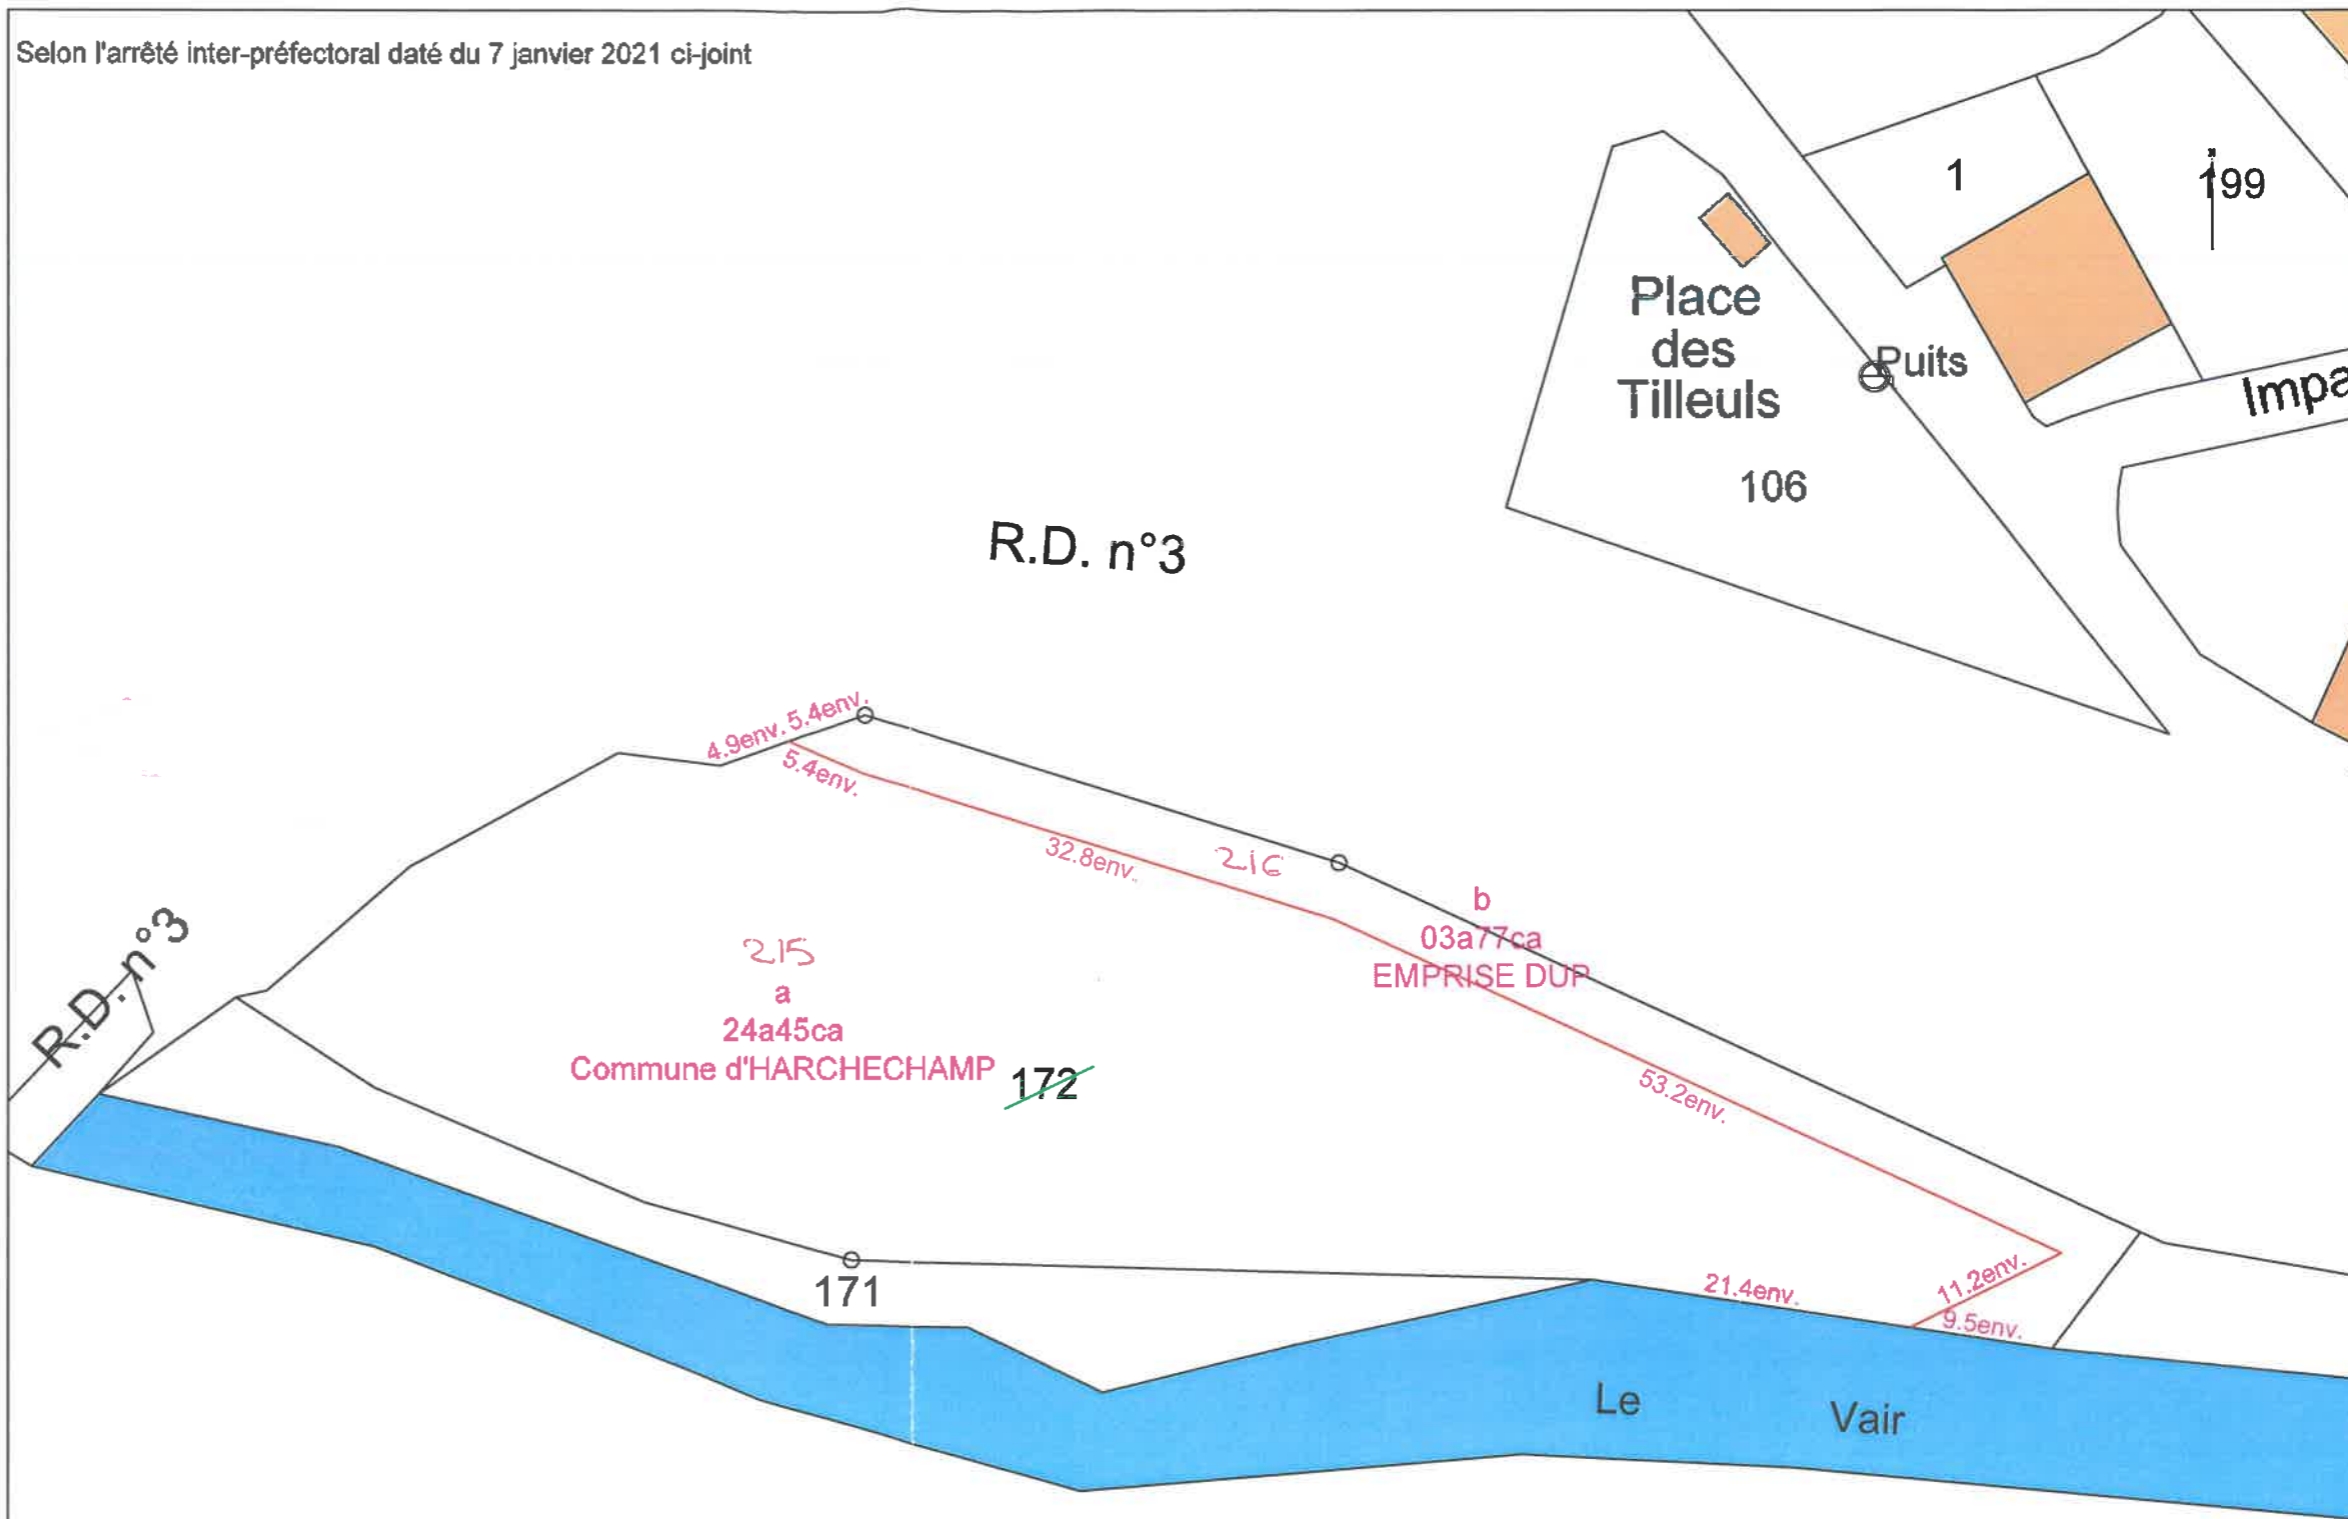 Selon l'arrêté inter-préfectoral daté du 7 janvier 2021 ci-joint
1
199
Place
des
Tilleuls
Puits
Impa
106
R.D. n°3
4.9env.
5.4env.
5.4env.
32.8env.
216
b
03a77ca
EMPRISE DUP
R.D. n°3
215
a
24a45ca
Commune d'HARCHECHAMP
172
53.2env.
171
21.4env.
11.2env.
9.5env.
Le Vair